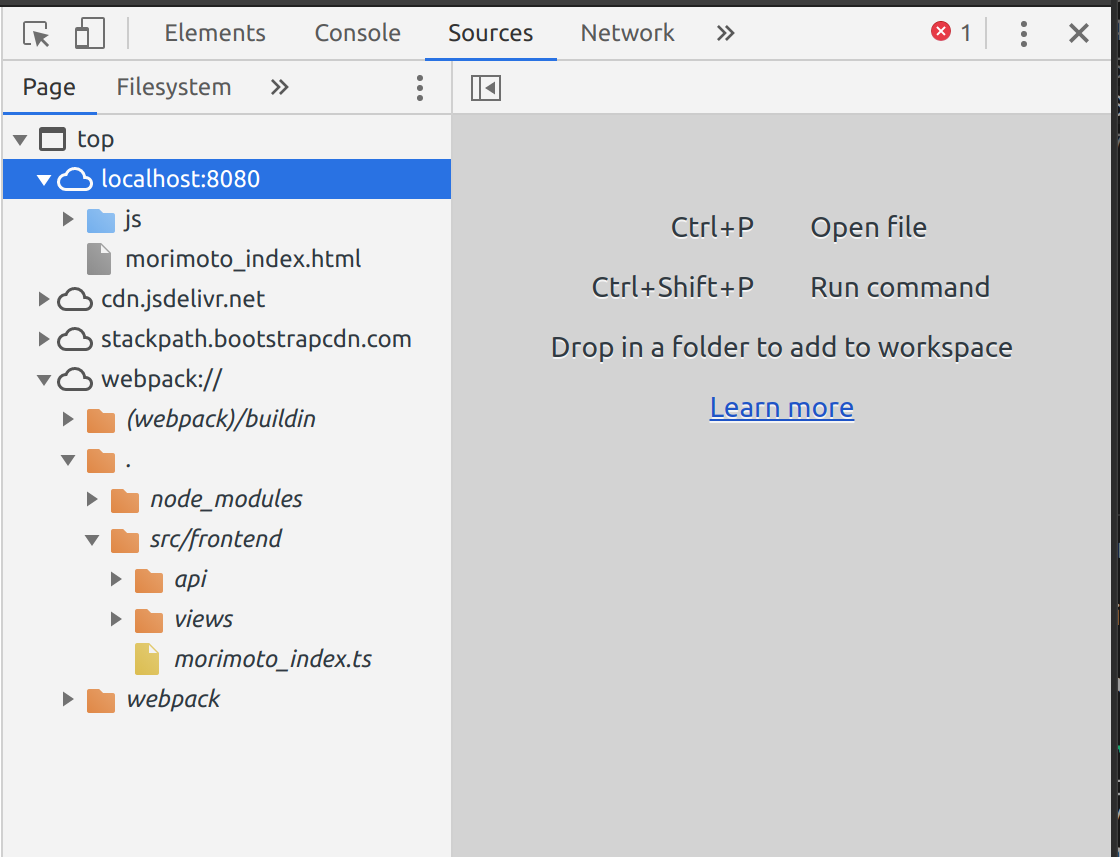 Elements Console Sources Network » 1
Page Filesystem »
top
localhost:8080
js
morimoto_index.html
cdn.jsdelivr.net
stackpath.bootstrapcdn.com
webpack://
(webpack)/buildin
.
node_modules
src/frontend
api
views
morimoto_index.ts
webpack
Ctrl+P Open file
Ctrl+Shift+P Run command
Drop in a folder to add to workspace
Learn more